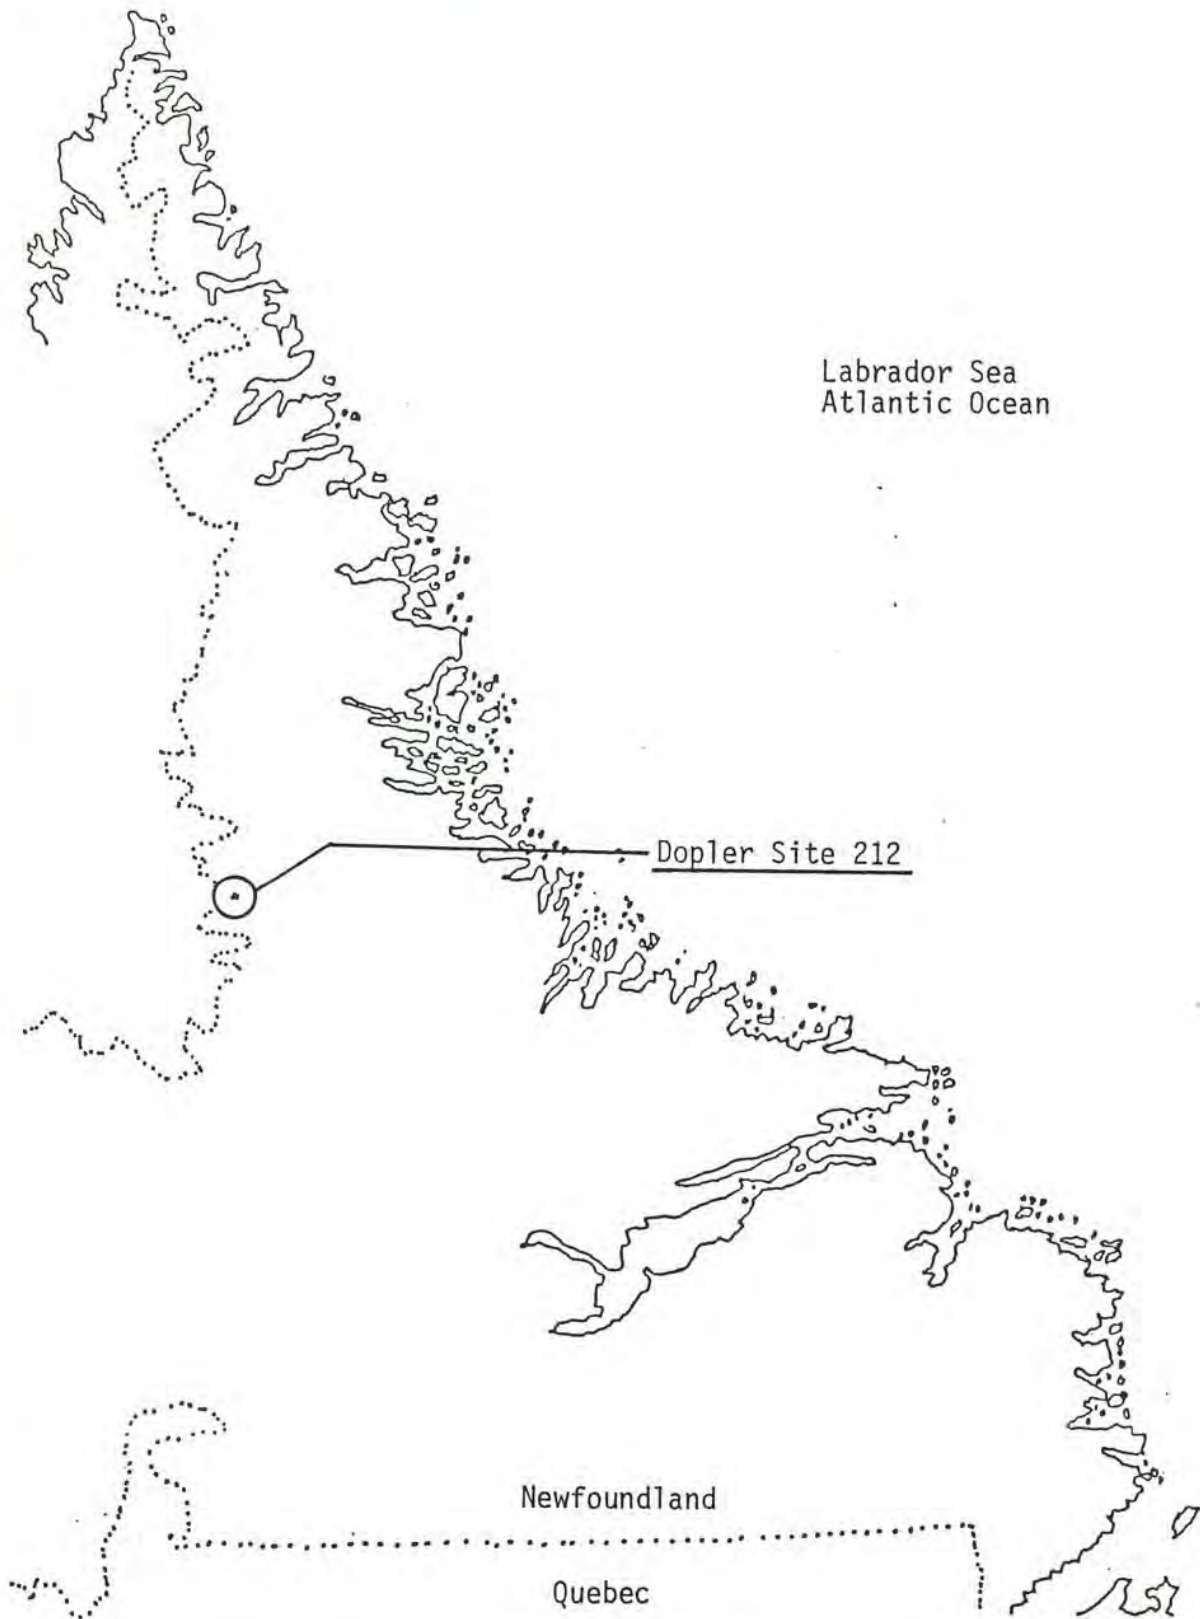 Labrador Sea
Atlantic Ocean
Dopler Site 212
Newfoundland
Quebec